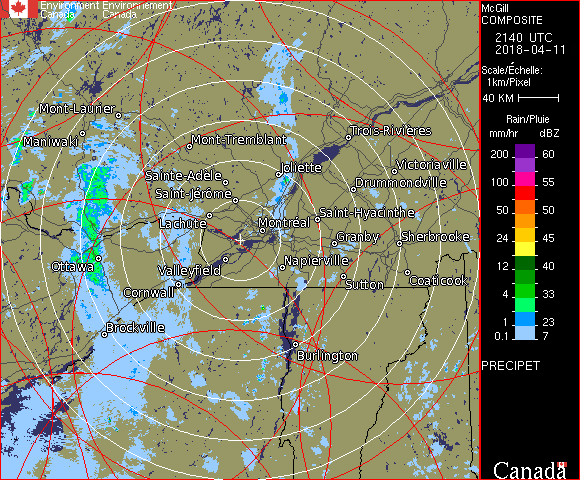 Environment Environnement
Canada Canada
McGill
COMPOSITE
2140 UTC
2018-04-11
Scale/Échelle:
1km/Pixel
40 KM
Rain/Pluie
mm/hr dBZ
200 60
150 57
100 55
50 50
24 45
12 40
4 33
1 23
0.1 7
PRECIPET
Canada
Mont-Laurier
Maniwaki
Mont-Tremblant
Trois-Rivières
Sainte-Adèle
Joliette
Victoriaville
Saint-Jérôme
Drummondville
Lachute
Montréal
Saint-Hyacinthe
Granby
Sherbrooke
Ottawa
Valleyfield
Napierville
Cornwall
Sutton
Coaticook
Brockville
Burlington